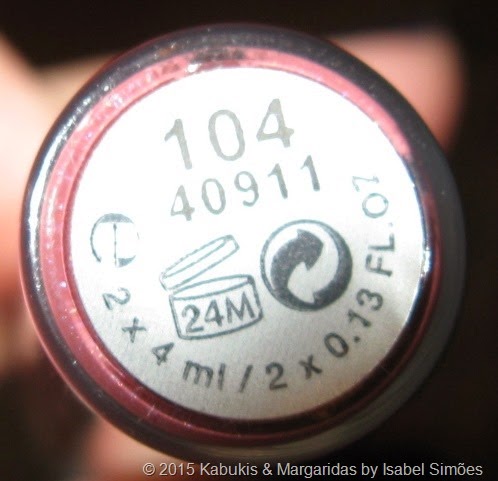 104
40911
24M
℮ 2 x 4 ml / 2 x 0.13 FL.OZ
© 2015 Kabukis & Margaridas by Isabel Simões